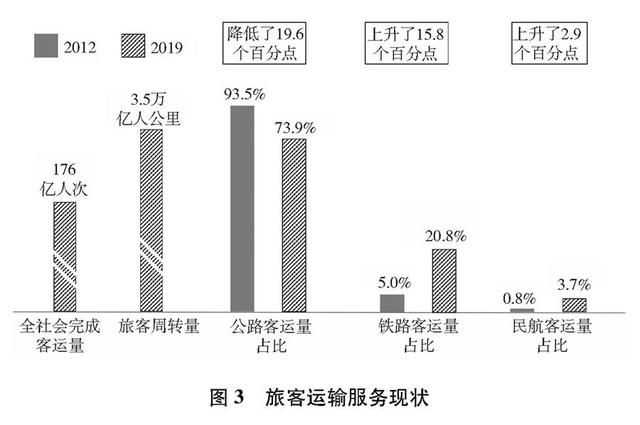 2012
2019
降低了19.6
个百分点
上升了15.8
个百分点
上升了2.9
个百分点
176
亿人次
3.5万
亿人公里
93.5%
73.9%
5.0%
20.8%
0.8%
3.7%
全社会完成
客运量
旅客周转量
公路客运量
占比
铁路客运量
占比
民航客运量
占比
图3 旅客运输服务现状